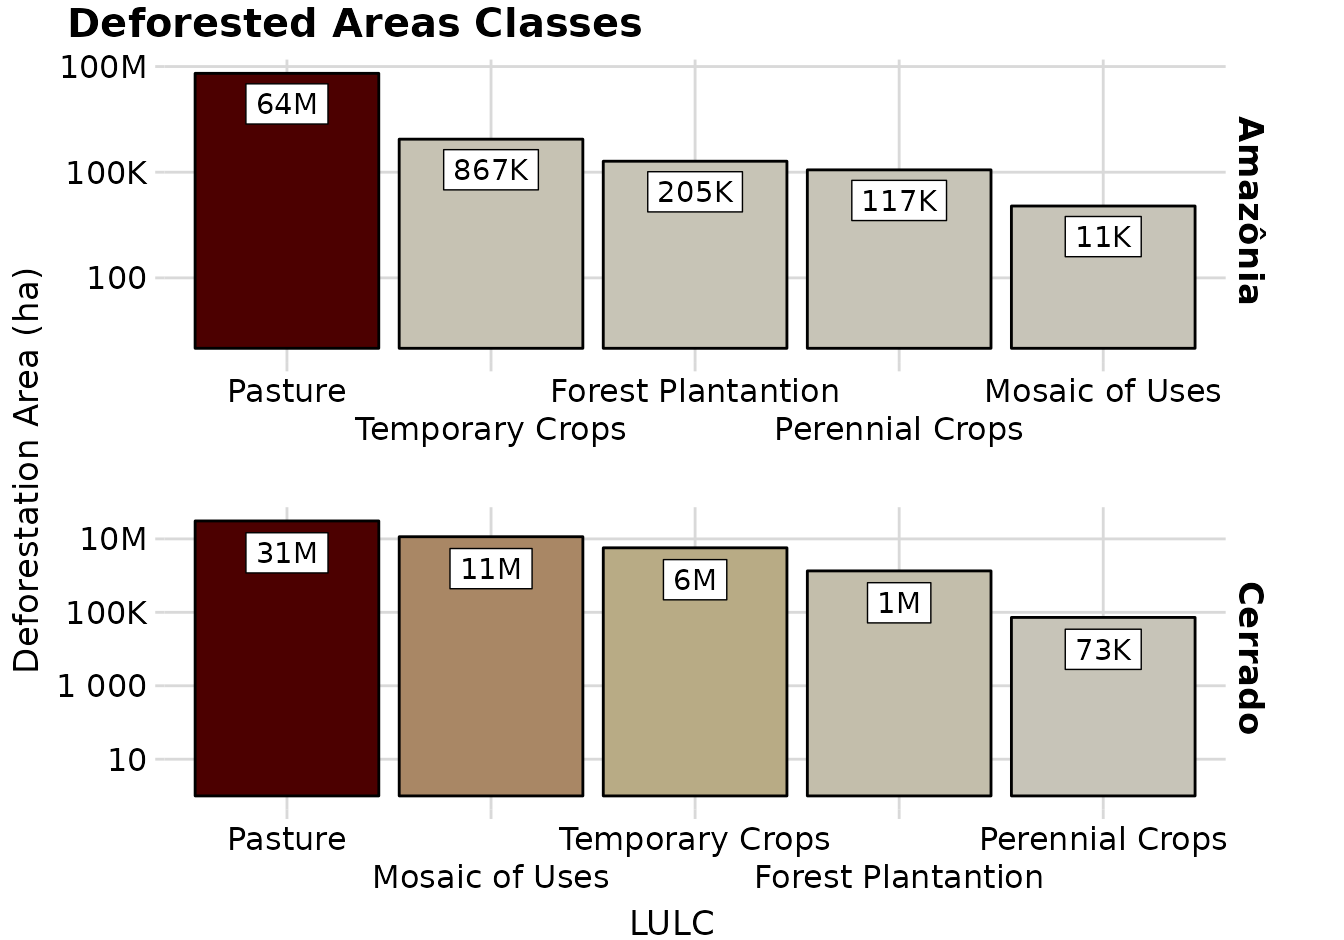 Deforested Areas Classes
100M
100K
100
64M
867K
205K
117K
11K
Amazônia
Pasture
Temporary Crops
Forest Plantantion
Perennial Crops
Mosaic of Uses
Deforestation Area (ha)
10M
100K
1 000
10
31M
11M
6M
1M
73K
Cerrado
Pasture
Mosaic of Uses
Temporary Crops
Forest Plantantion
Perennial Crops
LULC